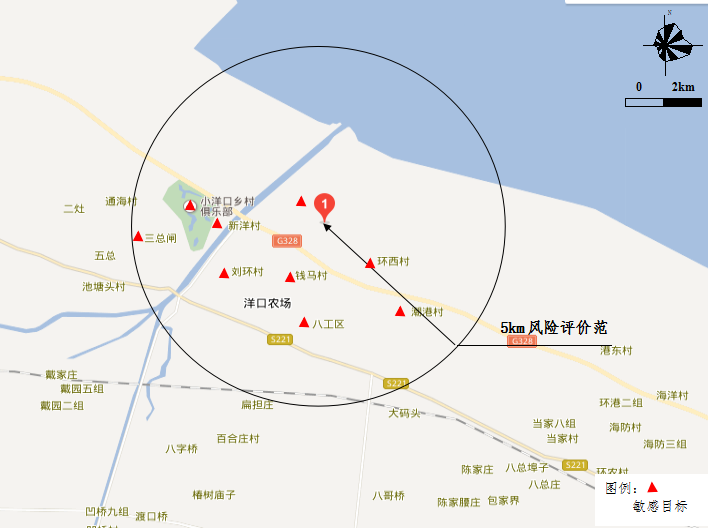 N
0 2km
1
小洋口乡村
俱乐部
通海村
二灶
新洋村
三总闸
G328
五总
环西村
刘环村
钱马村
池塘头村
洋口农场
潮港村
八工区
5km风险评价范
S221
G328
港东村
戴家庄
戴园五组
S221
海洋村
戴园二组
扁担庄
环港二组
大码头
当家八组
海防村
百合庄村
当家村
海防三组
八字桥
S221
陈家庄
八总埠子
环农村
八总庄
图例：
椿树庙子
八哥桥
陈家腰庄
包家界
敏感目标
凹桥九组
渡口桥